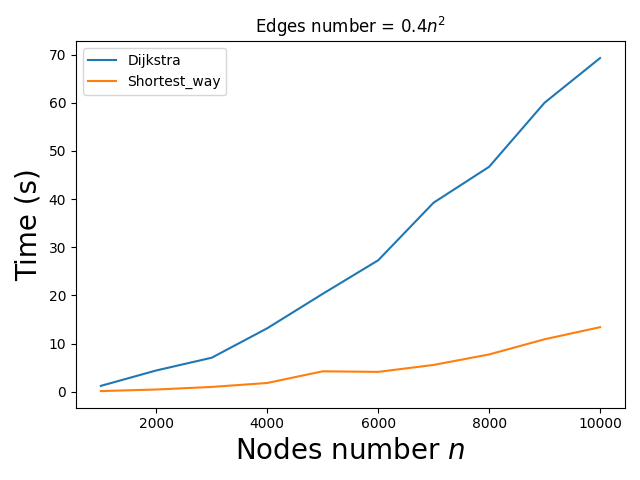 Edges number = 0.4n²
Dijkstra
Shortest_way
70
60
50
40
30
20
10
0
Time (s)
2000 4000 6000 8000 10000
Nodes number n